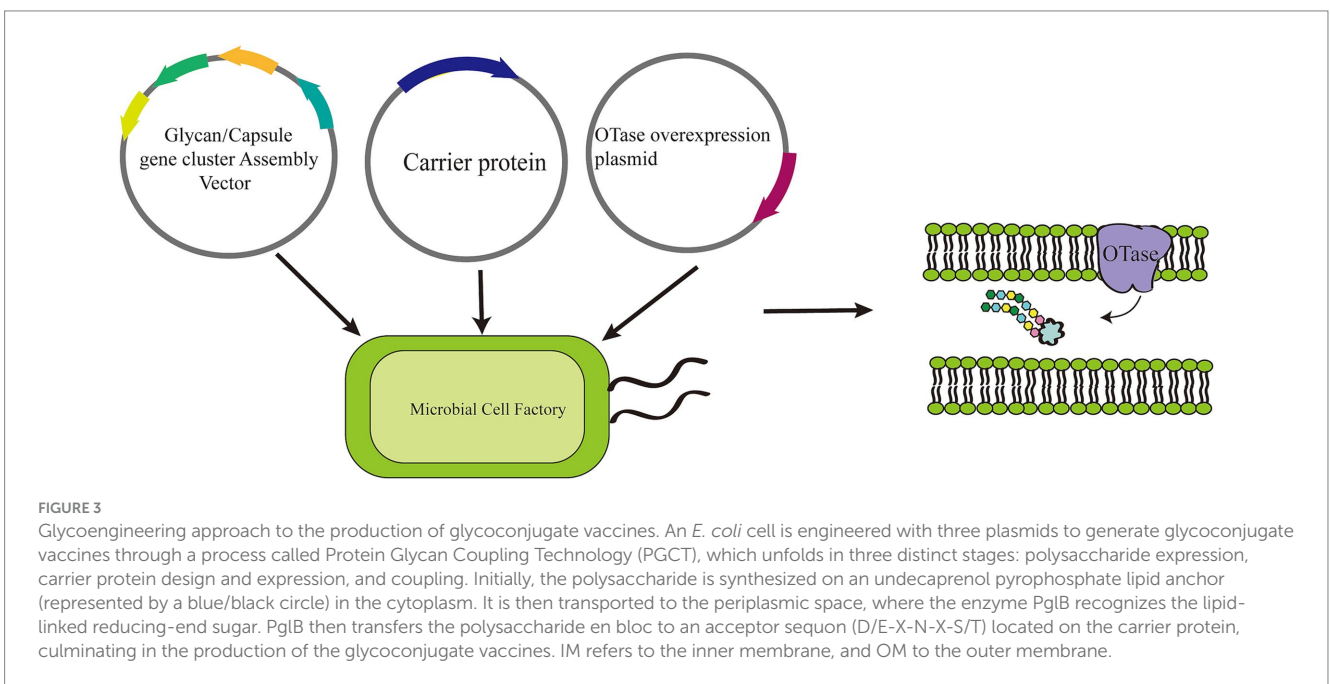 Glycan/Capsule
gene cluster Assembly
Vector
Carrier protein
OTase overexpression
plasmid
OTase
Microbial Cell Factory
FIGURE 3
Glycoengineering approach to the production of glycoconjugate vaccines. An E. coli cell is engineered with three plasmids to generate glycoconjugate
vaccines through a process called Protein Glycan Coupling Technology (PGCT), which unfolds in three distinct stages: polysaccharide expression,
carrier protein design and expression, and coupling. Initially, the polysaccharide is synthesized on an undecaprenol pyrophosphate lipid anchor
(represented by a blue/black circle) in the cytoplasm. It is then transported to the periplasmic space, where the enzyme PglB recognizes the lipid-
linked reducing-end sugar. PglB then transfers the polysaccharide en bloc to an acceptor sequon (D/E-X-N-X-S/T) located on the carrier protein,
culminating in the production of the glycoconjugate vaccines. IM refers to the inner membrane, and OM to the outer membrane.